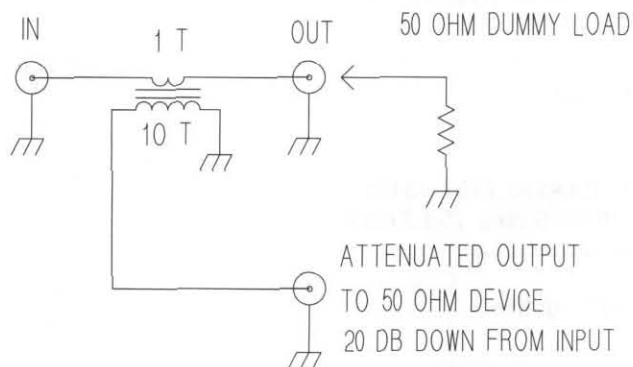 50 OHM DUMMY LOAD
IN
1 T
OUT
10 T
ATTENUATED OUTPUT
TO 50 OHM DEVICE
20 DB DOWN FROM INPUT